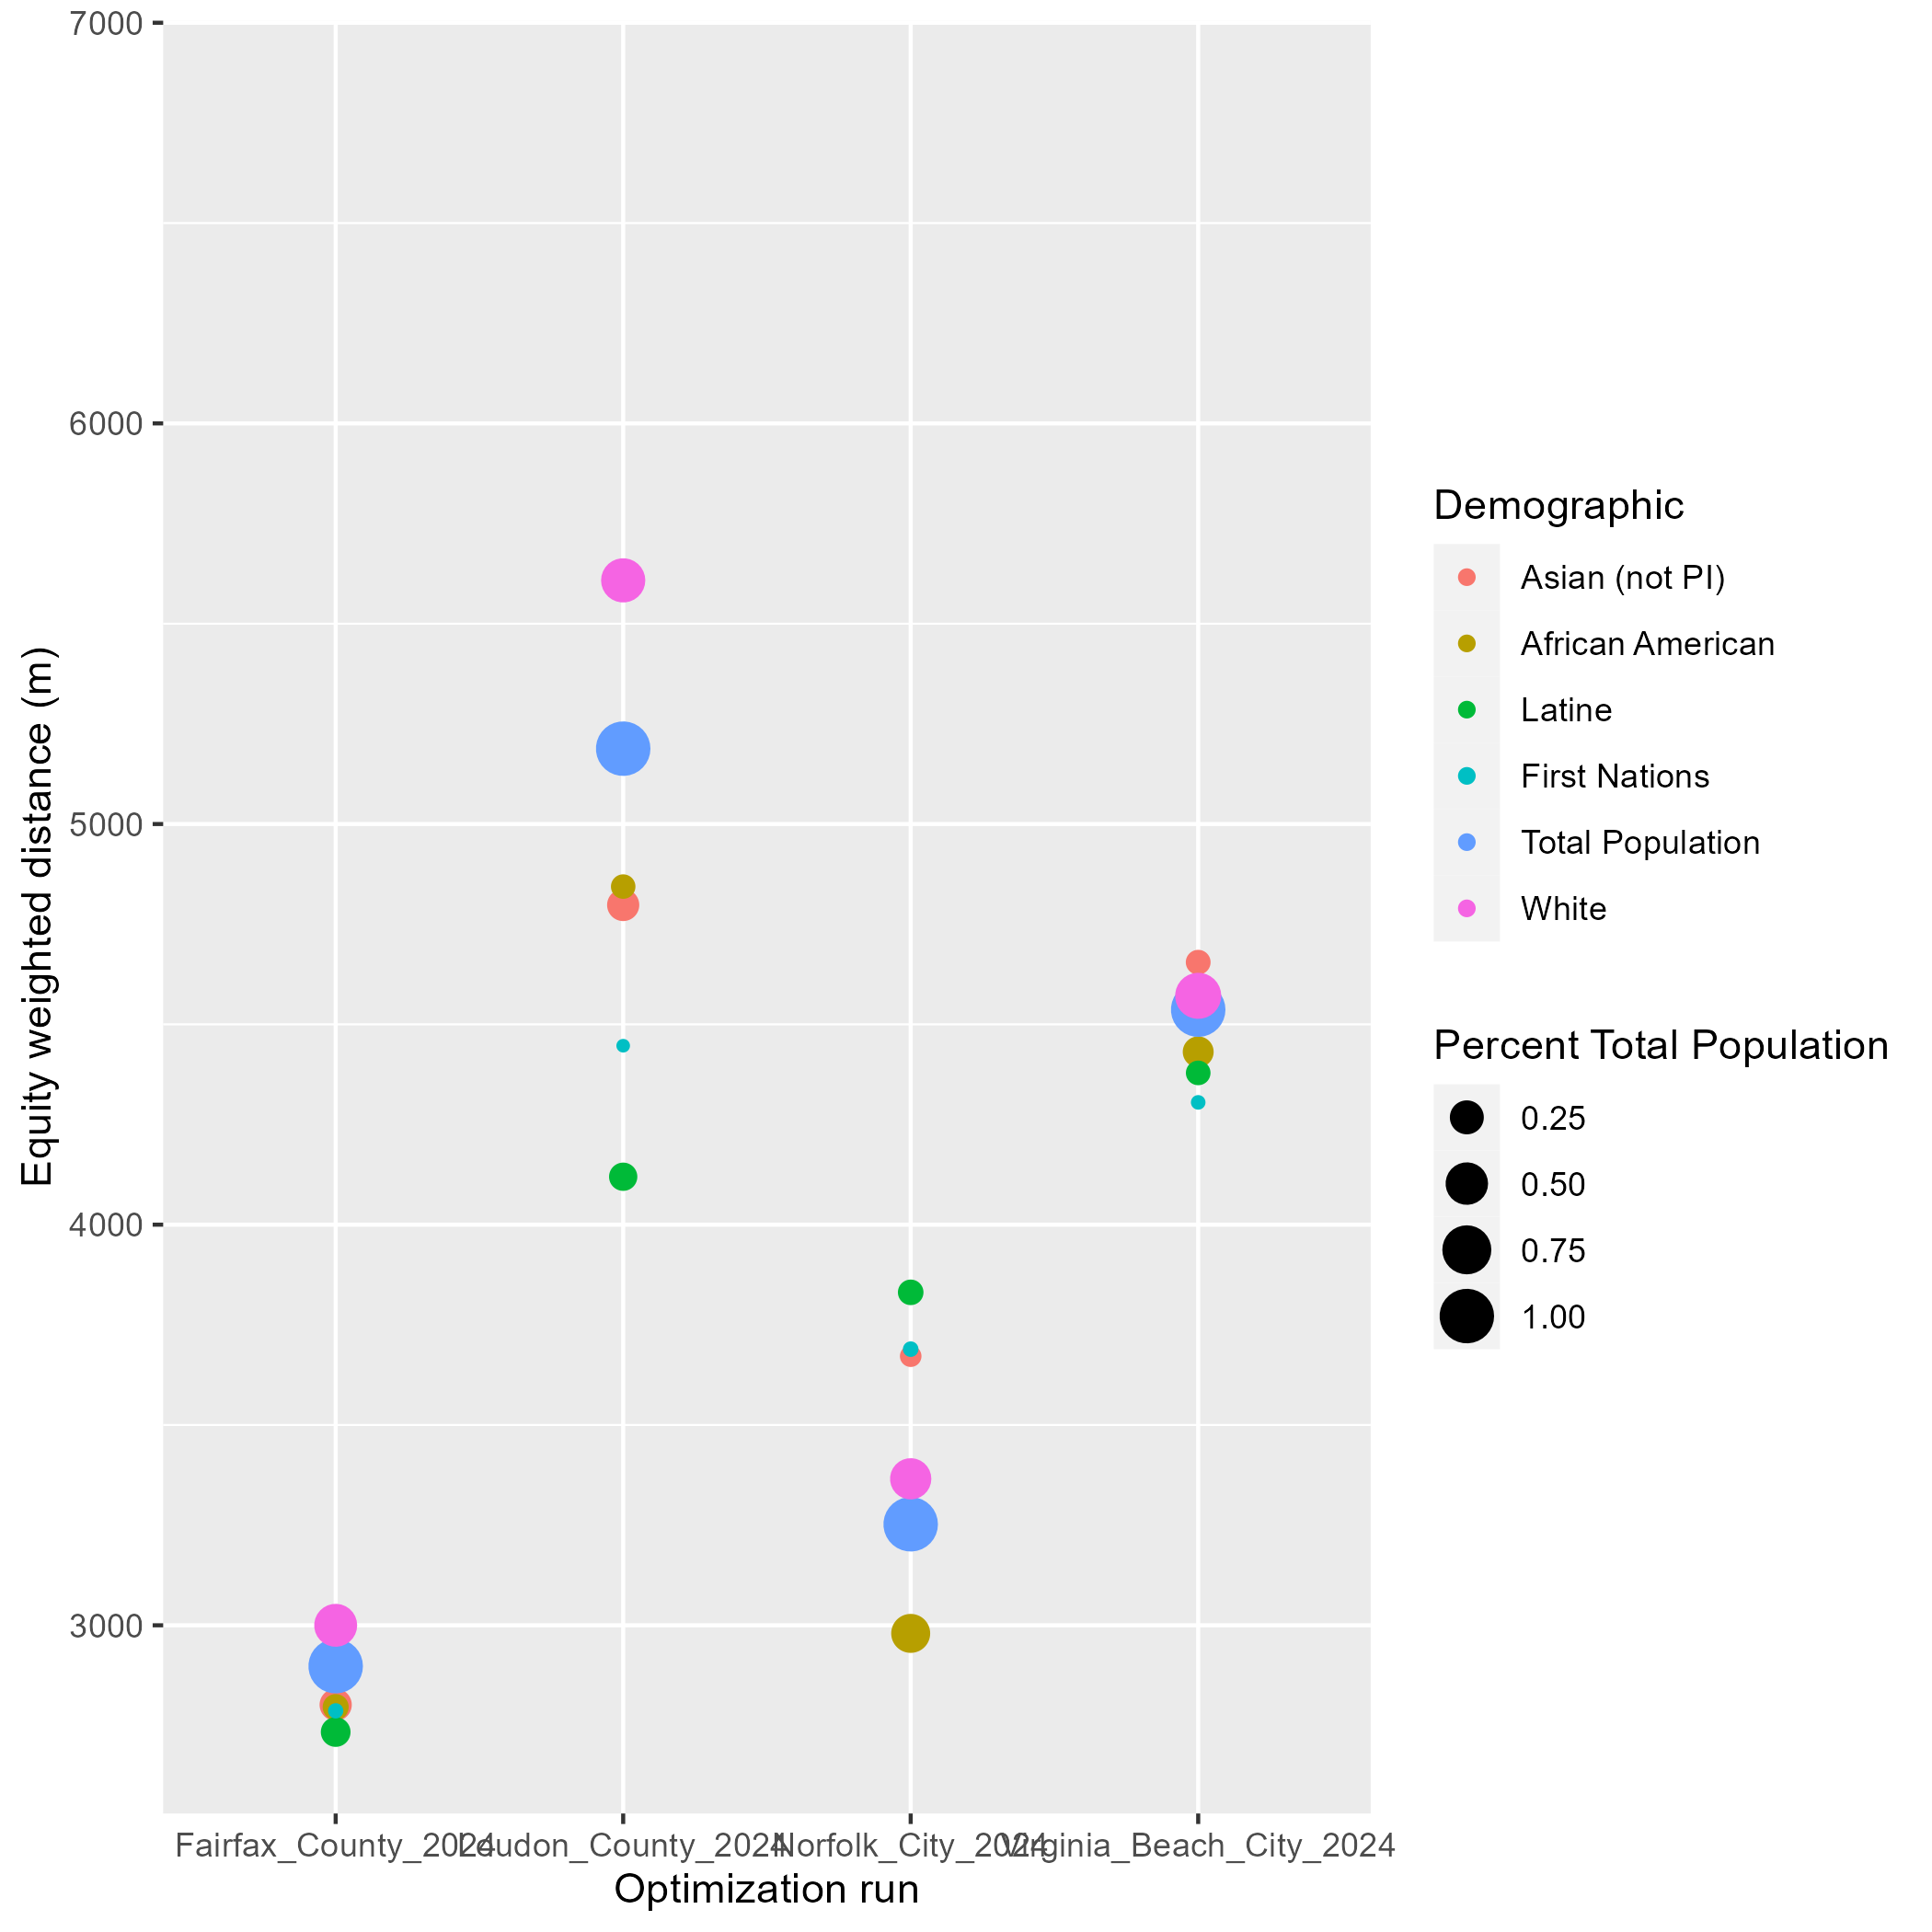 7000
6000
5000
4000
3000
Equity weighted distance (m)
Fairfax_County_2024
Loudon_County_2024
Norfolk_City_2024
Virginia_Beach_City_2024
Optimization run
Demographic
Asian (not PI)
African American
Latine
First Nations
Total Population
White
Percent Total Population
0.25
0.50
0.75
1.00